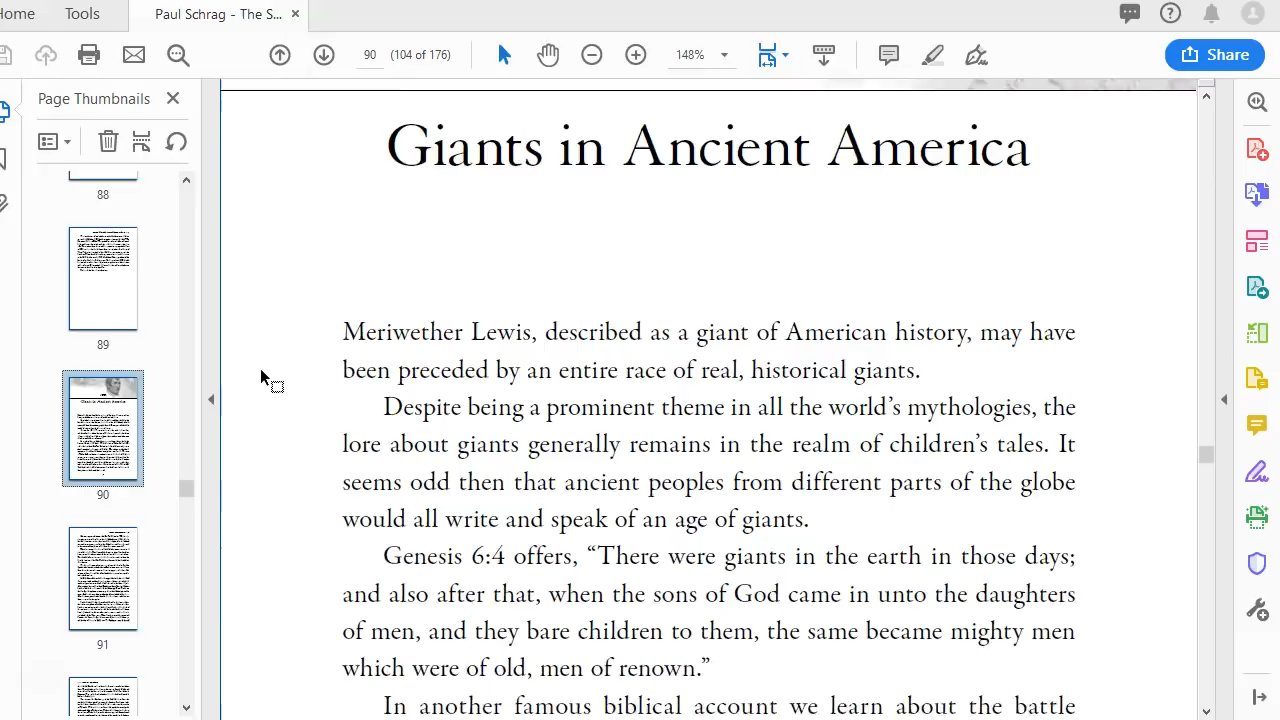 Home
Tools
Paul Schrag - The S...
90
(104 of 176)
148%
Share
Page Thumbnails
88
89
90
91
Giants in Ancient America
Meriwether Lewis, described as a giant of American history, may have
been preceded by an entire race of real, historical giants.
Despite being a prominent theme in all the world’s mythologies, the
lore about giants generally remains in the realm of children’s tales. It
seems odd then that ancient peoples from different parts of the globe
would all write and speak of an age of giants.
Genesis 6:4 offers, “There were giants in the earth in those days;
and also after that, when the sons of God came in unto the daughters
of men, and they bare children to them, the same became mighty men
which were of old, men of renown.”
In another famous biblical account we learn about the battle